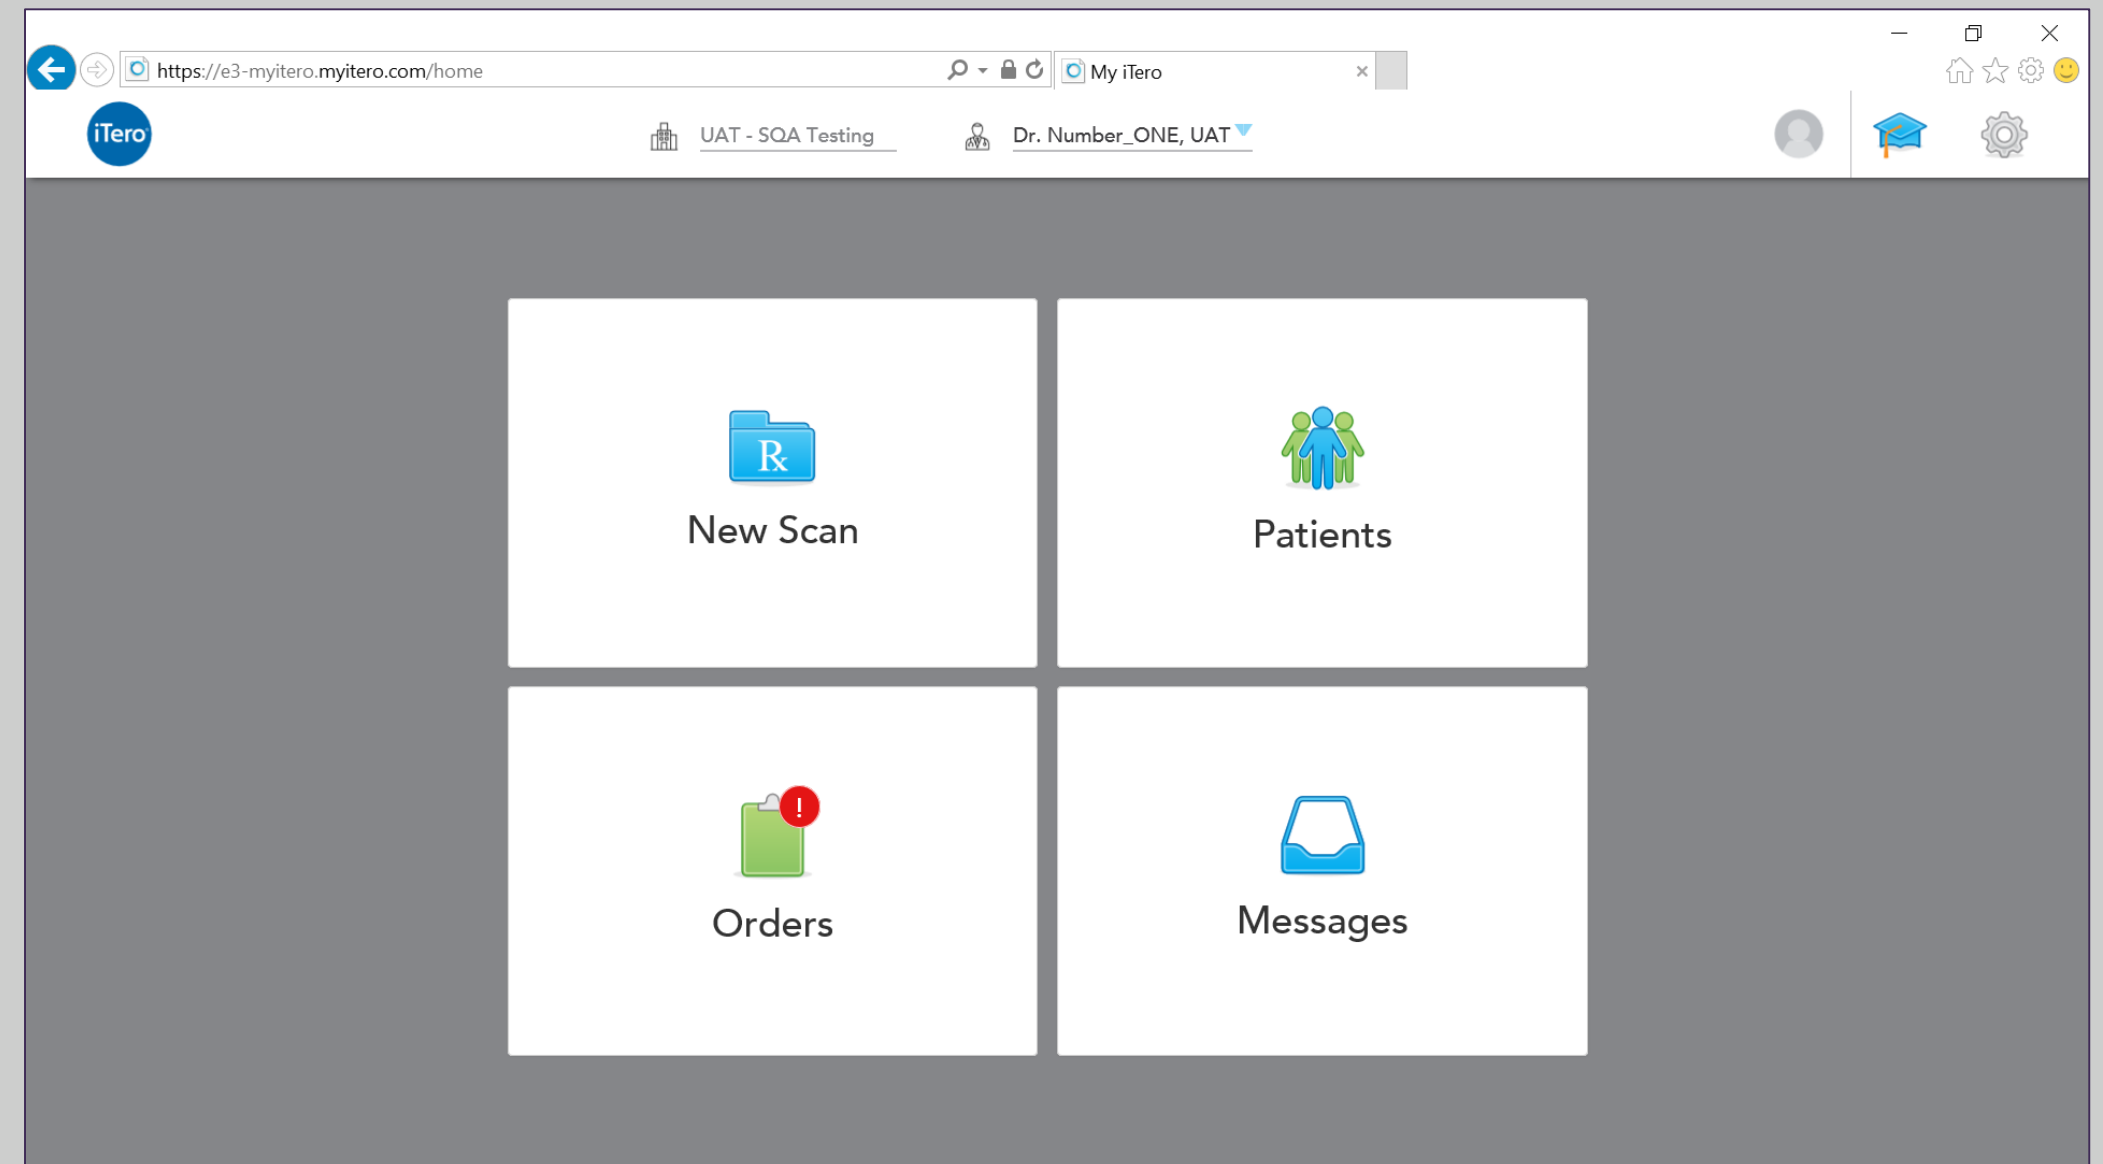 https://e3-myitero.myitero.com/home
My iTero
iTero
UAT - SQA Testing
Dr. Number_ONE, UAT
Rx
New Scan
Patients
!
Orders
Messages